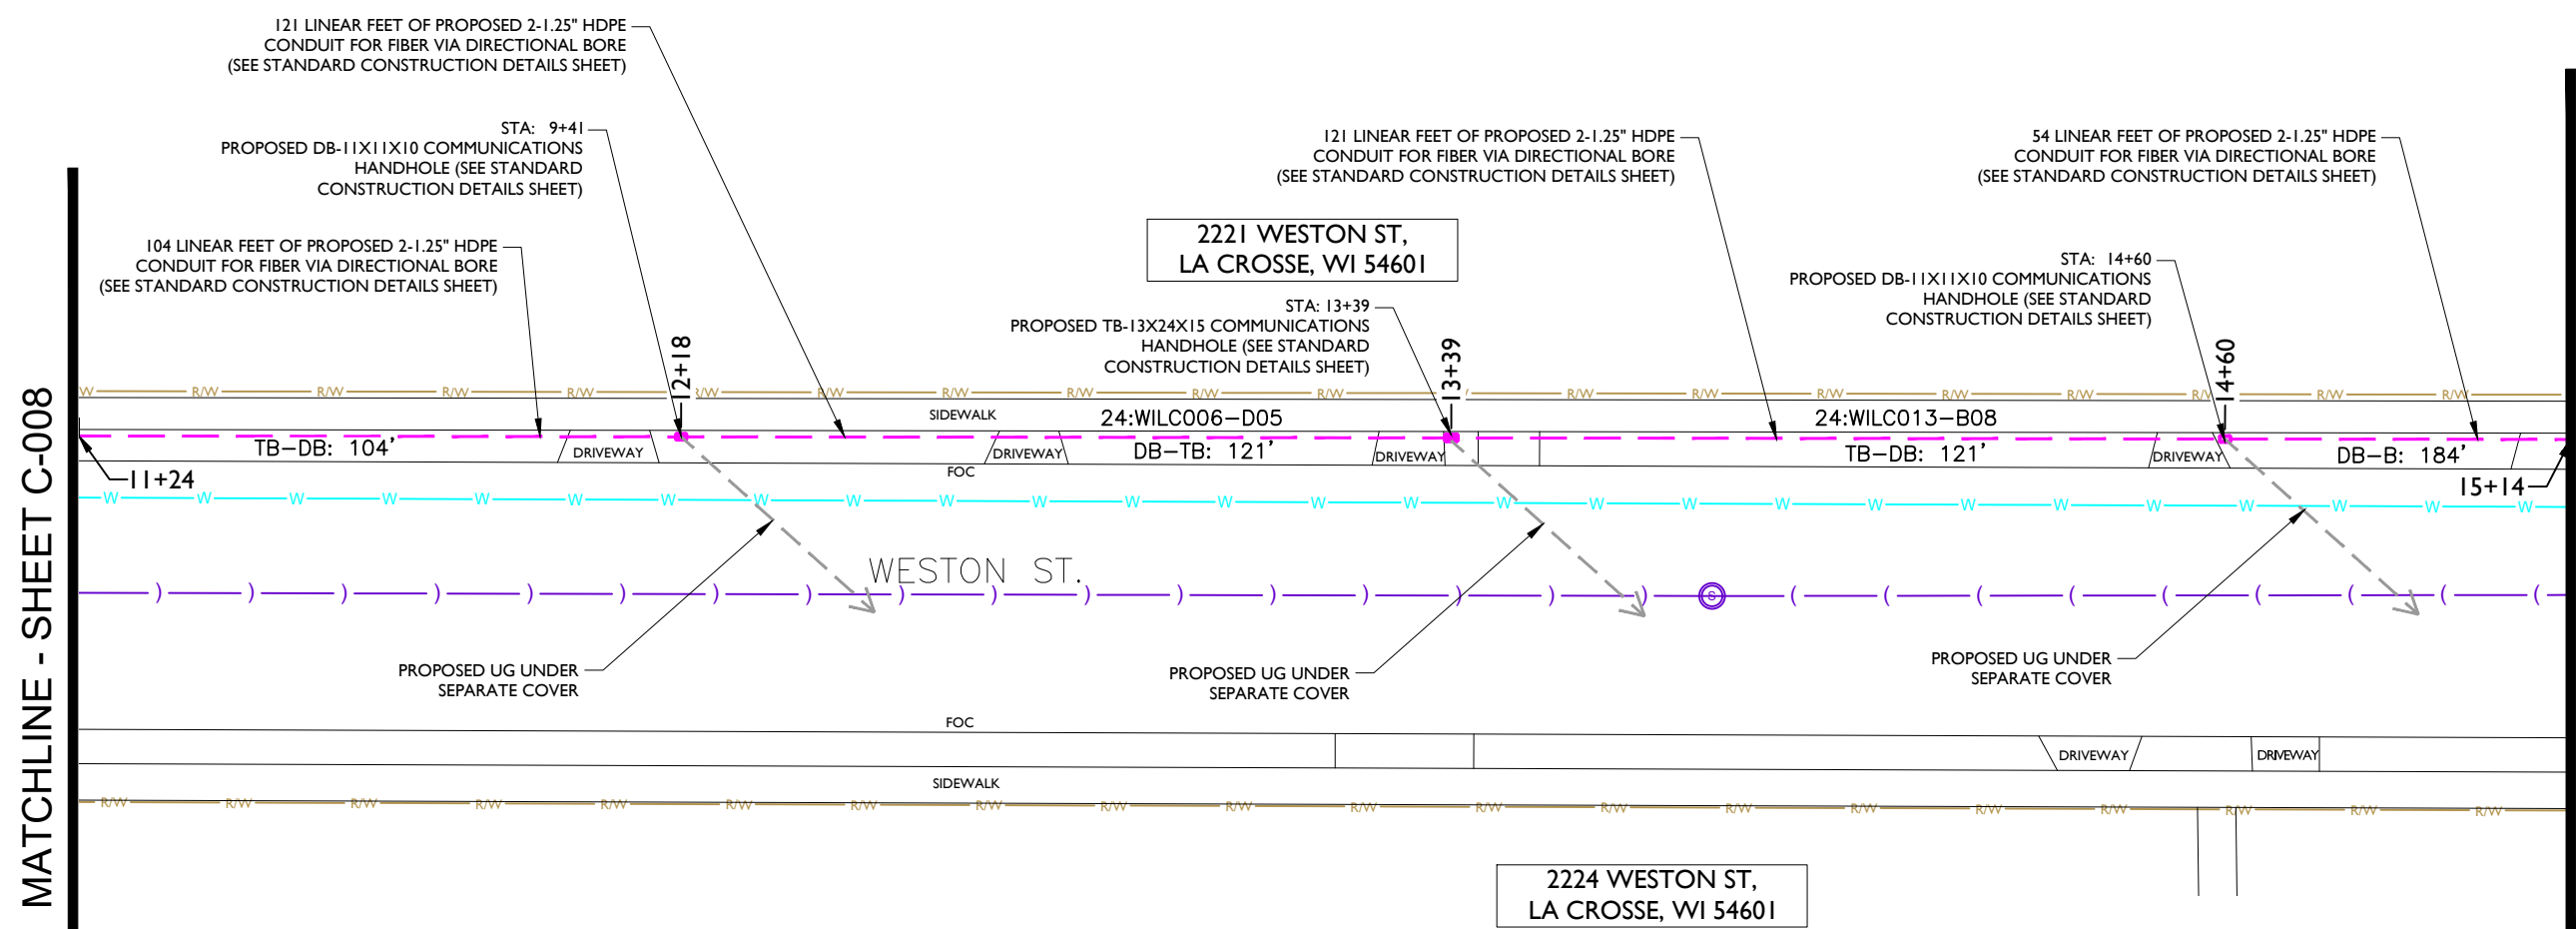 121 LINEAR FEET OF PROPOSED 2-1.25" HDPE
CONDUIT FOR FIBER VIA DIRECTIONAL BORE
(SEE STANDARD CONSTRUCTION DETAILS SHEET)
STA: 9+41
PROPOSED DB-11X11X10 COMMUNICATIONS
HANDHOLE (SEE STANDARD
CONSTRUCTION DETAILS SHEET)
104 LINEAR FEET OF PROPOSED 2-1.25" HDPE
CONDUIT FOR FIBER VIA DIRECTIONAL BORE
(SEE STANDARD CONSTRUCTION DETAILS SHEET)
121 LINEAR FEET OF PROPOSED 2-1.25" HDPE
CONDUIT FOR FIBER VIA DIRECTIONAL BORE
(SEE STANDARD CONSTRUCTION DETAILS SHEET)
54 LINEAR FEET OF PROPOSED 2-1.25" HDPE
CONDUIT FOR FIBER VIA DIRECTIONAL BORE
(SEE STANDARD CONSTRUCTION DETAILS SHEET)
2221 WESTON ST,
LA CROSSE, WI 54601
STA: 13+39
PROPOSED TB-13X24X15 COMMUNICATIONS
HANDHOLE (SEE STANDARD
CONSTRUCTION DETAILS SHEET)
STA: 14+60
PROPOSED DB-11X11X10 COMMUNICATIONS
HANDHOLE (SEE STANDARD
CONSTRUCTION DETAILS SHEET)
12+18
13+39
14+60
W R/W R/W R/W R/W R/W R/W R/W R/W R/W R/W R/W R/W R/W R/W R/W R/W
SIDEWALK 24:WILC006-D05 24:WILC013-B08
TB-DB: 104' DRIVEWAY DRIVEWAY DB-TB: 121' DRIVEWAY TB-DB: 121' DRIVEWAY DB-B: 184'
FOC
11+24
15+14
W W W W W W W W W W W W W W W W W W W W W W W W W W W
WESTON ST.
S
PROPOSED UG UNDER
SEPARATE COVER
PROPOSED UG UNDER
SEPARATE COVER
PROPOSED UG UNDER
SEPARATE COVER
FOC
DRIVEWAY DRIVEWAY
SIDEWALK
R/W R/W R/W R/W R/W R/W R/W R/W R/W R/W R/W R/W R/W R/W R/W R/W R/W R/W R/W R/W
2224 WESTON ST,
LA CROSSE, WI 54601
MATCHLINE - SHEET C-008